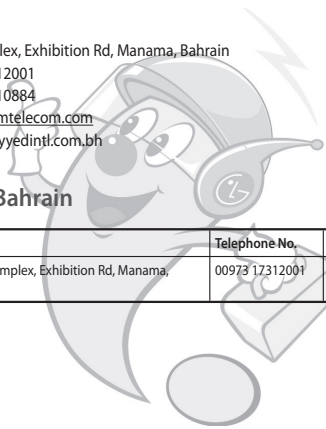 lex, Exhibition Rd, Manama, Bahrain
12001
10884
mtelecom.com
yyedintl.com.bh
Bahrain
Telephone No.
mplex, Exhibition Rd, Manama,
00973 17312001